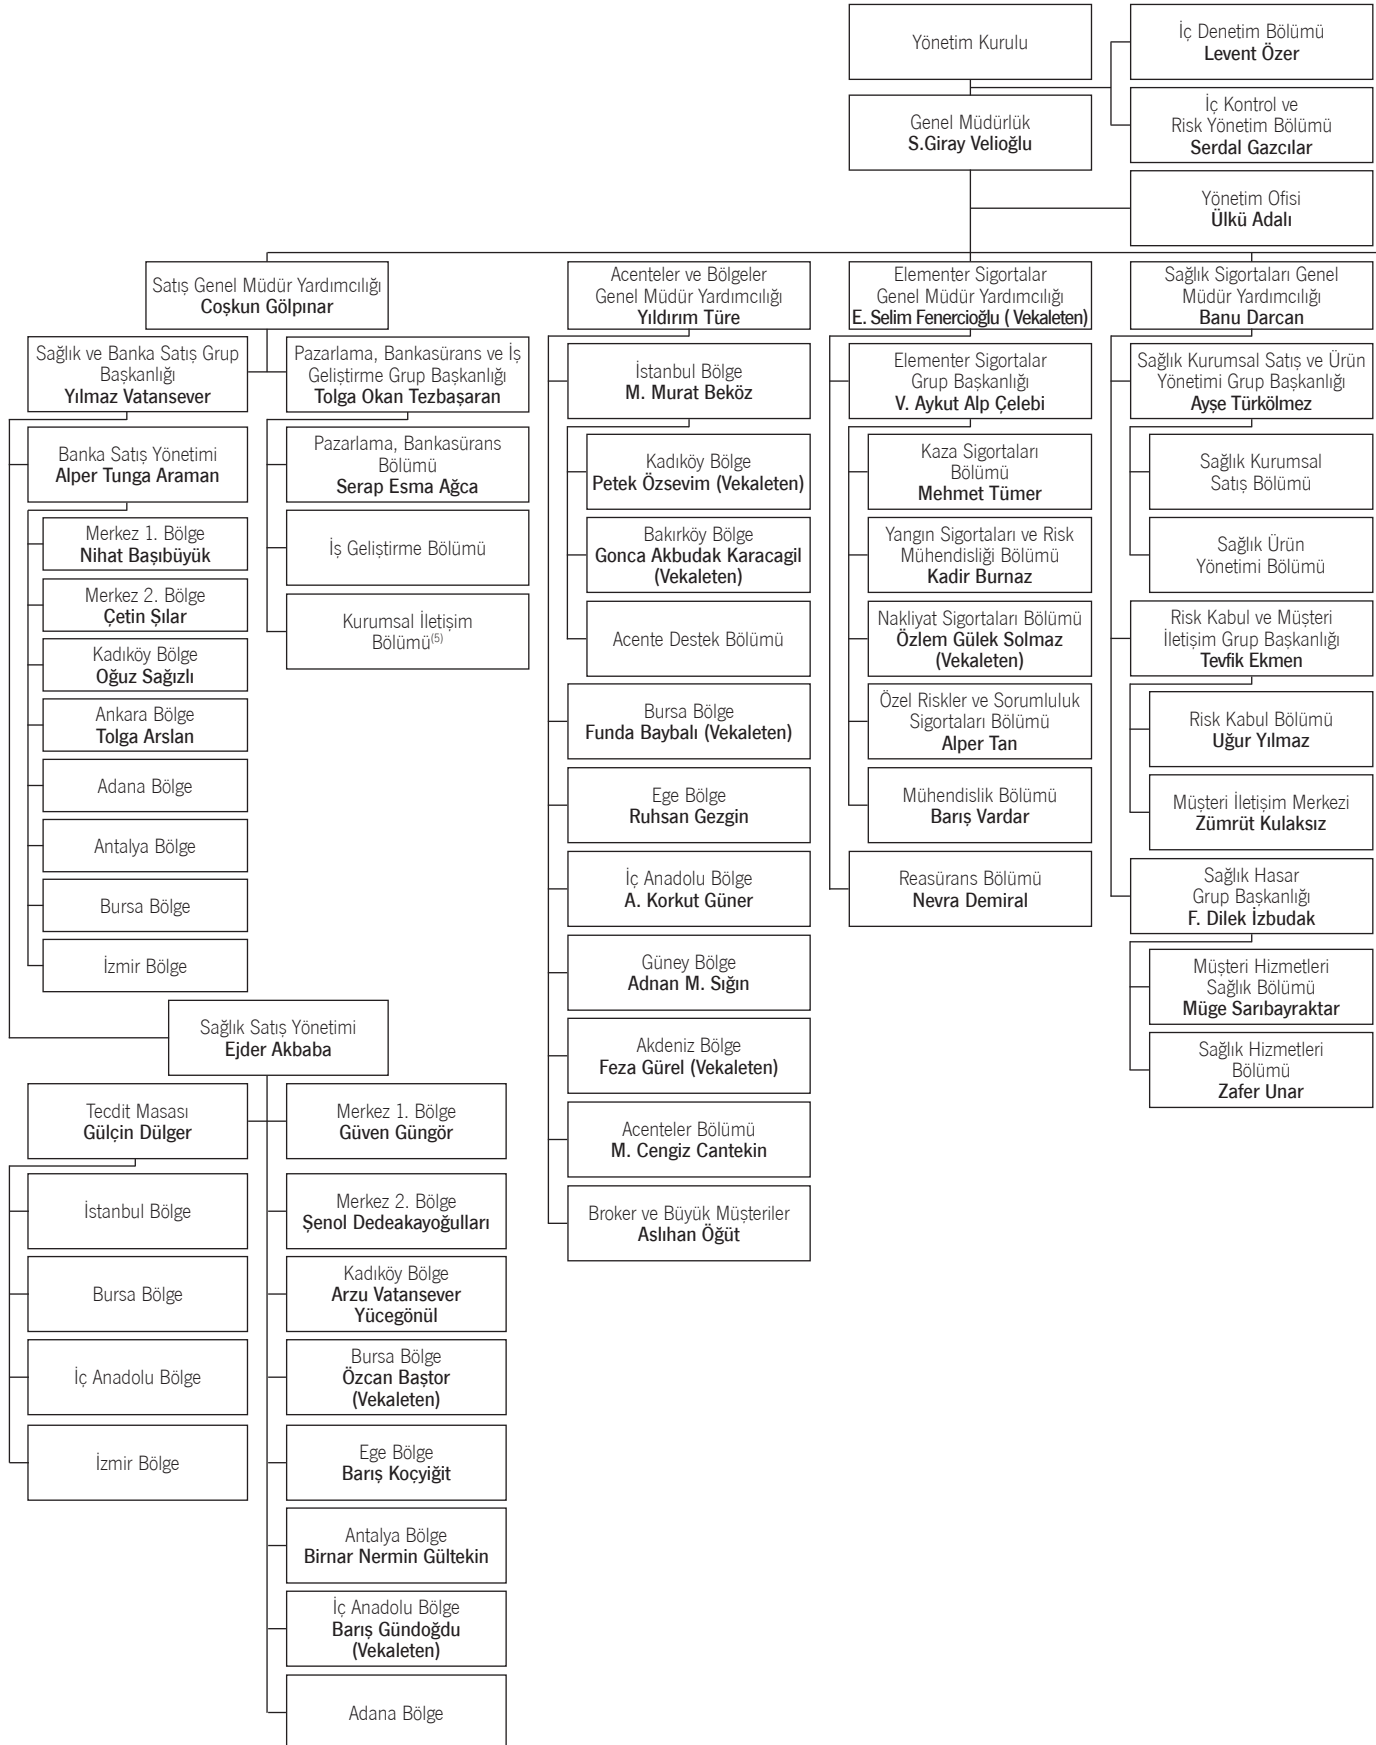 Yönetim Kurulu
İç Denetim Bölümü
Levent Özer
Genel Müdürlük
S.Giray Velioğlu
İç Kontrol ve
Risk Yönetim Bölümü
Serdal Gazcılar
Yönetim Ofisi
Ülkü Adalı
Satış Genel Müdür Yardımcılığı
Coşkun Gölpınar
Sağlık ve Banka Satış Grup
Başkanlığı
Yılmaz Vatansever
Pazarlama, Bankasürans ve İş
Geliştirme Grup Başkanlığı
Tolga Okan Tezbaşaran
Banka Satış Yönetimi
Alper Tunga Araman
Merkez 1. Bölge
Nihat Başıbüyük
Merkez 2. Bölge
Çetin Şılar
Kadıköy Bölge
Oğuz Sağızlı
Ankara Bölge
Tolga Arslan
Adana Bölge
Antalya Bölge
Bursa Bölge
İzmir Bölge
Pazarlama, Bankasürans
Bölümü
Serap Esma Ağca
İş Geliştirme Bölümü
Kurumsal İletişim
Bölümü(5)
Sağlık Satış Yönetimi
Ejder Akbaba
Tecdit Masası
Gülçin Dülger
İstanbul Bölge
Bursa Bölge
İç Anadolu Bölge
İzmir Bölge
Merkez 1. Bölge
Güven Güngör
Merkez 2. Bölge
Şenol Dedeakayoğulları
Kadıköy Bölge
Arzu Vatansever
Yücegönül
Bursa Bölge
Özcan Baştor
(Vekaleten)
Ege Bölge
Barış Koçyiğit
Antalya Bölge
Birnar Nermin Gültekin
İç Anadolu Bölge
Barış Gündoğdu
(Vekaleten)
Adana Bölge
Acenteler ve Bölgeler
Genel Müdür Yardımcılığı
Yıldırım Türe
İstanbul Bölge
M. Murat Beköz
Kadıköy Bölge
Petek Özsevim (Vekaleten)
Bakırköy Bölge
Gonca Akbudak Karacagil
(Vekaleten)
Acente Destek Bölümü
Bursa Bölge
Funda Baybalı (Vekaleten)
Ege Bölge
Ruhsan Gezgin
İç Anadolu Bölge
A. Korkut Güner
Güney Bölge
Adnan M. Sığın
Akdeniz Bölge
Feza Gürel (Vekaleten)
Acenteler Bölümü
M. Cengiz Cantekin
Broker ve Büyük Müşteriler
Aslıhan Öğüt
Elementer Sigortalar
Genel Müdür Yardımcılığı
E. Selim Fenercioğlu ( Vekaleten)
Elementer Sigortalar
Grup Başkanlığı
V. Aykut Alp Çelebi
Kaza Sigortaları
Bölümü
Mehmet Tümer
Yangın Sigortaları ve Risk
Mühendisliği Bölümü
Kadir Burnaz
Nakliyat Sigortaları Bölümü
Özlem Gülek Solmaz
(Vekaleten)
Özel Riskler ve Sorumluluk
Sigortaları Bölümü
Alper Tan
Mühendislik Bölümü
Barış Vardar
Reasürans Bölümü
Nevra Demiral
Sağlık Sigortaları Genel
Müdür Yardımcılığı
Banu Darcan
Sağlık Kurumsal Satış ve Ürün
Yönetimi Grup Başkanlığı
Ayşe Türkölmez
Sağlık Kurumsal
Satış Bölümü
Sağlık Ürün
Yönetimi Bölümü
Risk Kabul ve Müşteri
İletişim Grup Başkanlığı
Tevfik Ekmen
Risk Kabul Bölümü
Uğur Yılmaz
Müşteri İletişim Merkezi
Zümrüt Kulaksız
Sağlık Hasar
Grup Başkanlığı
F. Dilek İzbudak
Müşteri Hizmetleri
Sağlık Bölümü
Müge Sarıbayraktar
Sağlık Hizmetleri
Bölümü
Zafer Unar